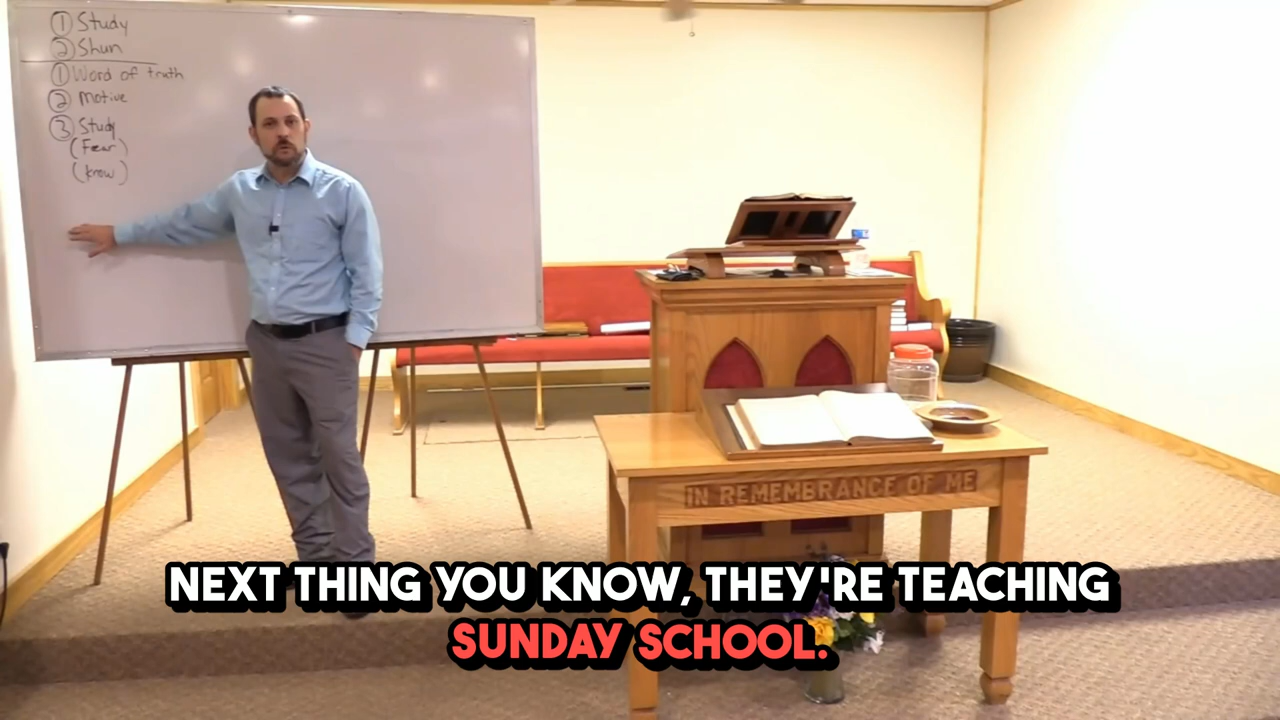 ① Study
② Shun
① Word of truth
② Motive
③ Study
(Fear)
(know)
IN REMEMBRANCE OF ME
NEXT THING YOU KNOW, THEY'RE TEACHING
SUNDAY SCHOOL.